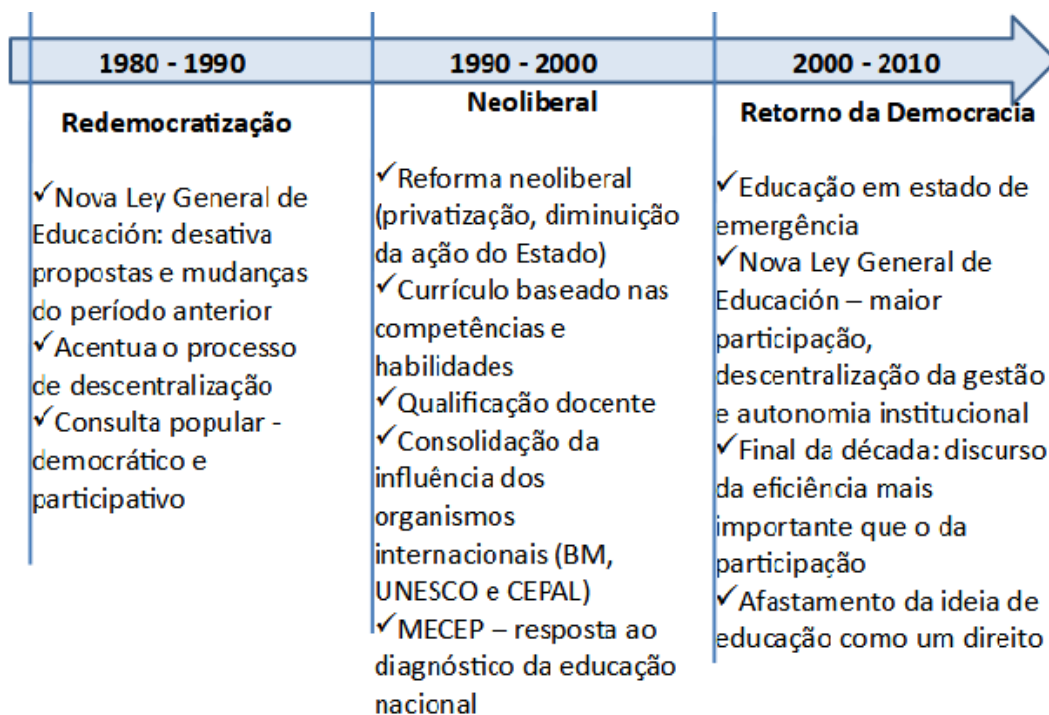 1980 - 1990
Redemocratização
✓Nova Ley General de
Educación: desativa
propostas e mudanças
do período anterior
✓Acentua o processo
de descentralização
✓Consulta popular -
democrático e
participativo
1990 - 2000
Neoliberal
✓Reforma neoliberal
(privatização, diminuição
da ação do Estado)
✓Currículo baseado nas
competências e
habilidades
✓Qualificação docente
✓Consolidação da
influência dos
organismos
internacionais (BM,
UNESCO e CEPAL)
✓MECEP – resposta ao
diagnóstico da educação
nacional
2000 - 2010
Retorno da Democracia
✓Educação em estado de
emergência
✓Nova Ley General de
Educación – maior
participação,
descentralização da gestão
e autonomia institucional
✓Final da década: discurso
da eficiência mais
importante que o da
participação
✓Afastamento da ideia de
educação como um direito